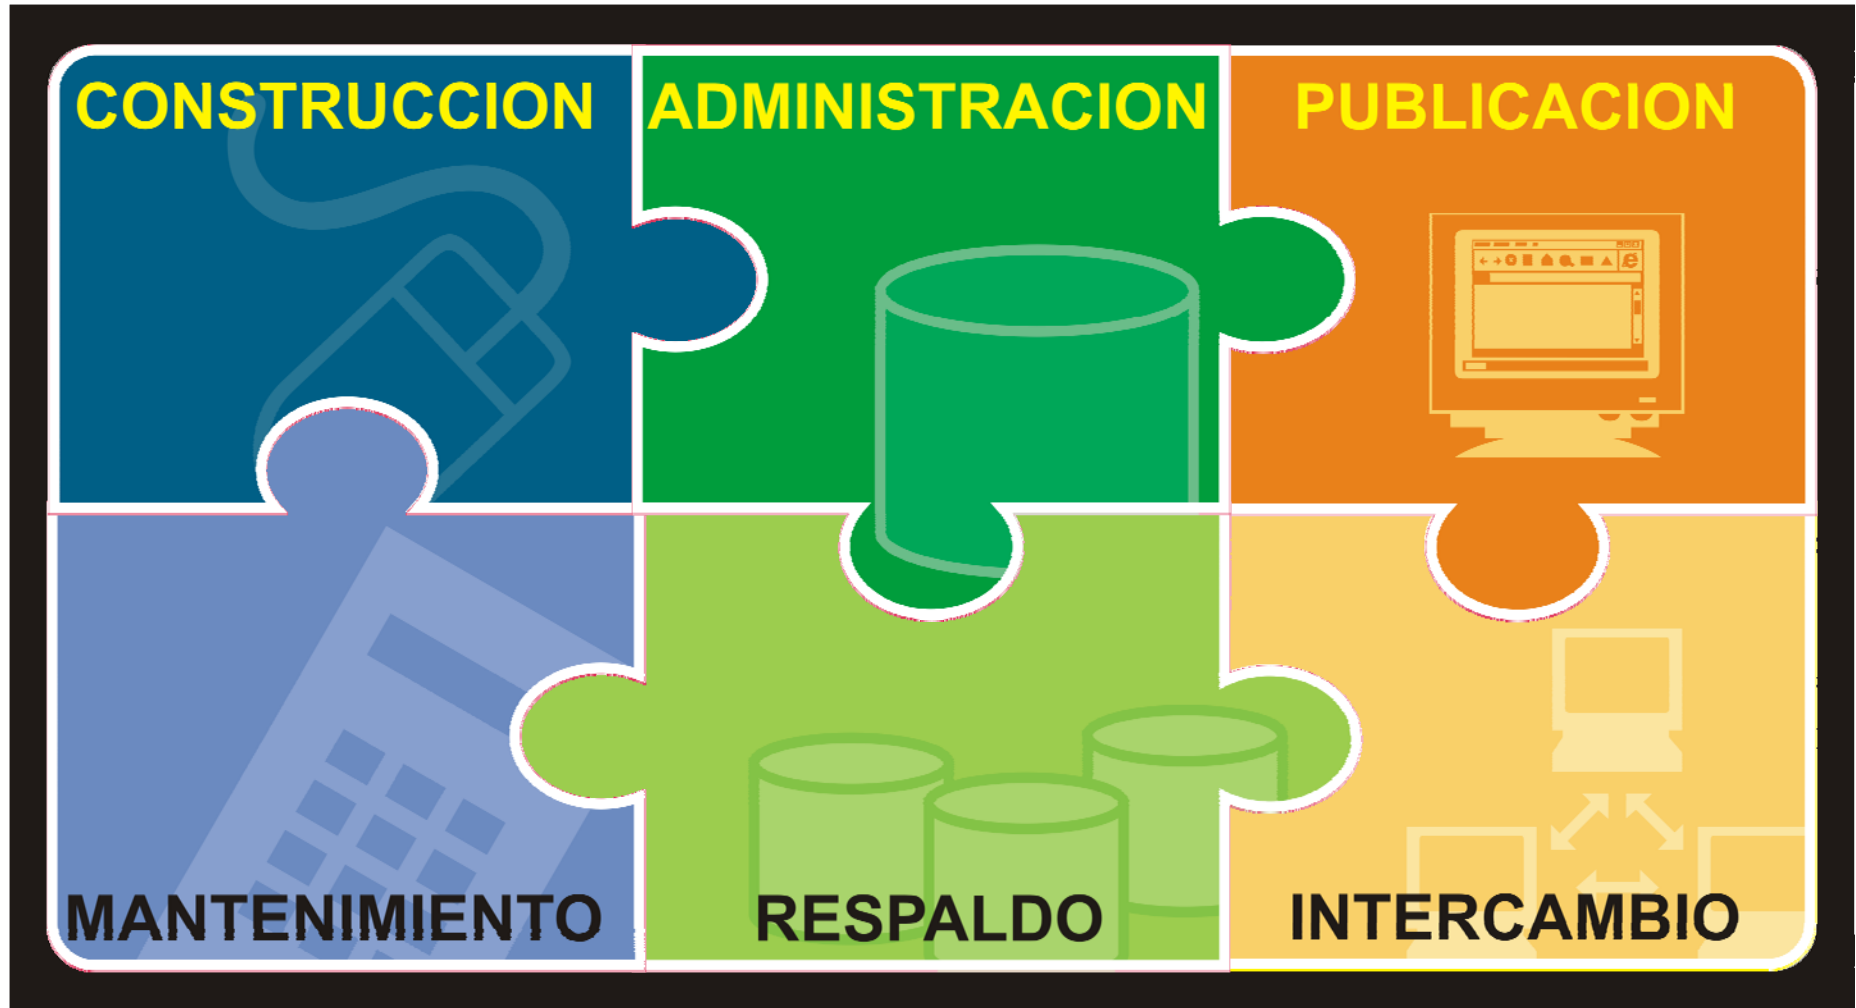 CONSTRUCCION
ADMINISTRACION
PUBLICACION
MANTENIMIENTO
RESPALDO
INTERCAMBIO